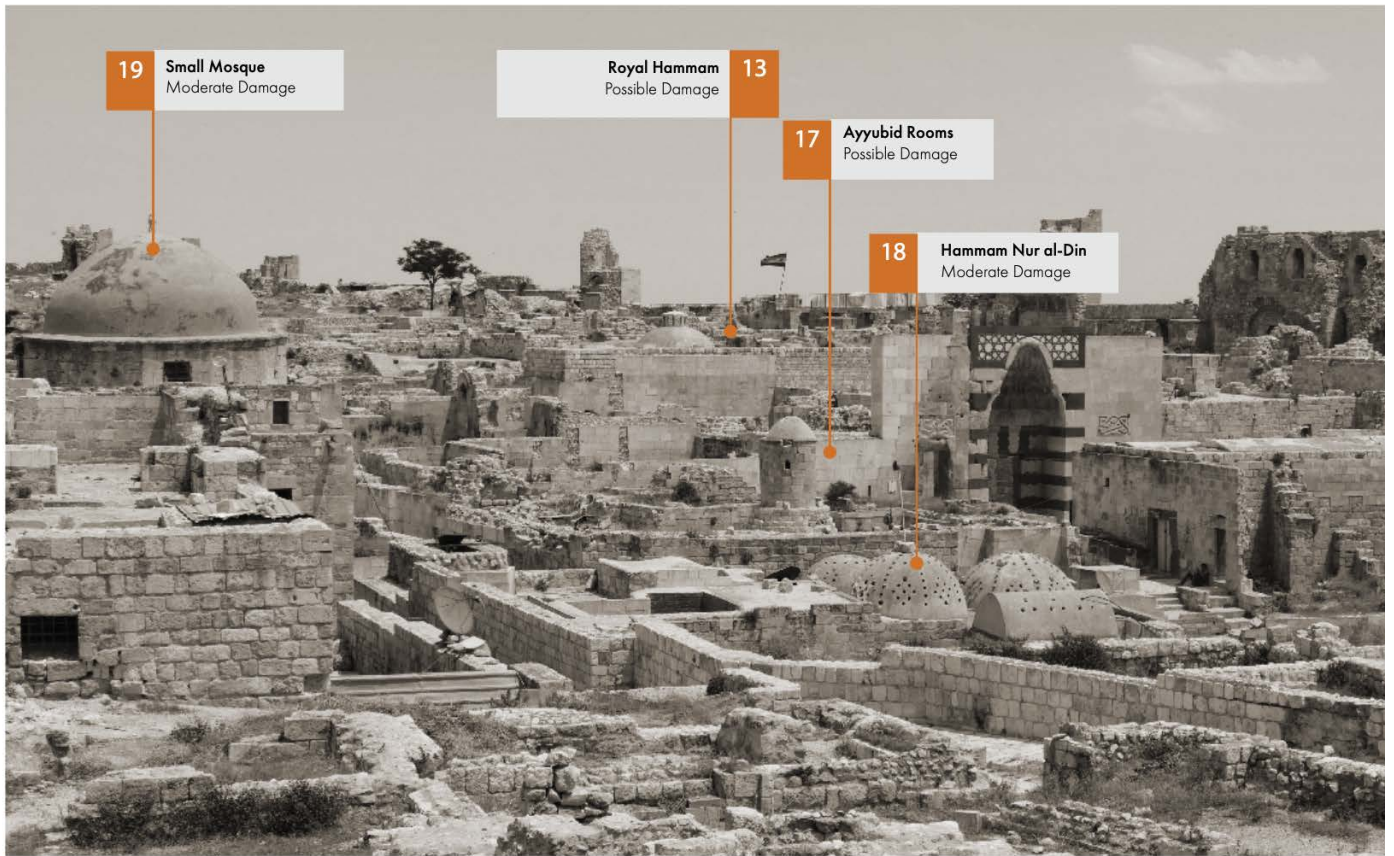 19
Small Mosque
Moderate Damage
Royal Hammam
Possible Damage
13
17
Ayyubid Rooms
Possible Damage
18
Hammam Nur al-Din
Moderate Damage